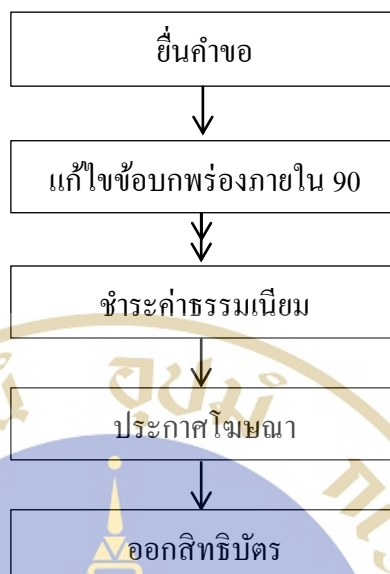 ยื่นคำขอ
แก้ไขข้อบกพร่องภายใน 90
ชำระค่าธรรมเนียม
ประกาศโฆษณา
ออกสิทธิบัตร